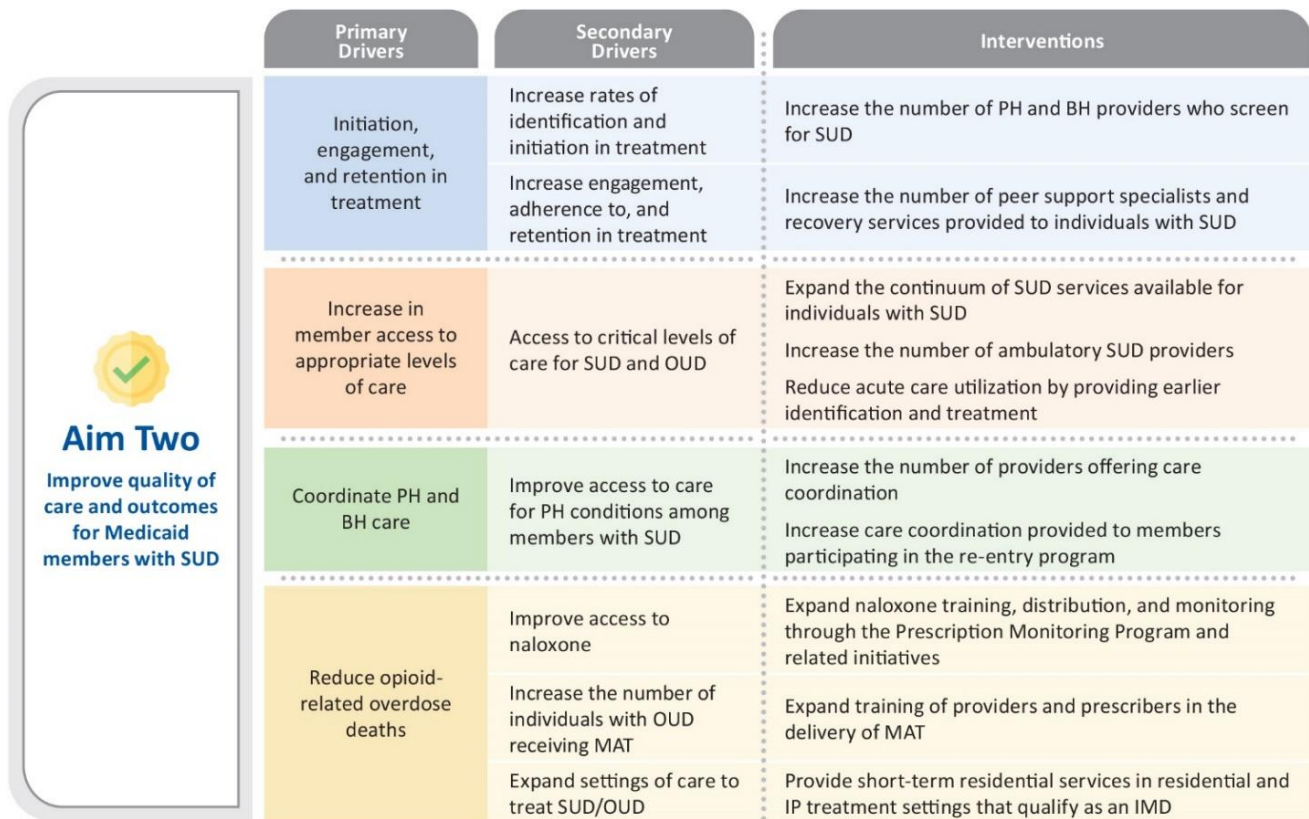 Primary
Drivers
Secondary
Drivers
Interventions
Aim Two
Improve quality of
care and outcomes
for Medicaid
members with SUD
Initiation,
engagement,
and retention in
treatment
Increase rates of
identification and
initiation in treatment
Increase the number of PH and BH providers who screen
for SUD
Increase engagement,
adherence to, and
retention in treatment
Increase the number of peer support specialists and
recovery services provided to individuals with SUD
Increase in
member access to
appropriate levels
of care
Access to critical levels of
care for SUD and OUD
Expand the continuum of SUD services available for
individuals with SUD
Increase the number of ambulatory SUD providers
Reduce acute care utilization by providing earlier
identification and treatment
Coordinate PH and
BH care
Improve access to care
for PH conditions among
members with SUD
Increase the number of providers offering care
coordination
Increase care coordination provided to members
participating in the re-entry program
Reduce opioid-
related overdose
deaths
Improve access to
naloxone
Expand naloxone training, distribution, and monitoring
through the Prescription Monitoring Program and
related initiatives
Increase the number of
individuals with OUD
receiving MAT
Expand training of providers and prescribers in the
delivery of MAT
Expand settings of care to
treat SUD/OUD
Provide short-term residential services in residential and
IP treatment settings that qualify as an IMD